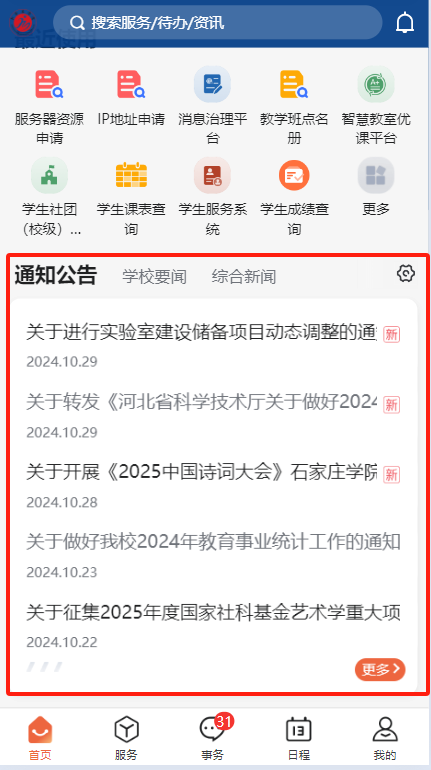 搜索服务/待办/资讯
最近使用
服务器资源
申请
IP地址申请
消息治理平
台
教学班点名
册
智慧教室优
课平台
学生社团
（校级）...
学生课表查
询
学生服务系
统
学生成绩查
询
更多
通知公告 学校要闻 综合新闻
关于进行实验室建设储备项目动态调整的通 新
2024.10.29
关于转发《河北省科学技术厅关于做好2024 新
2024.10.29
关于开展《2025中国诗词大会》石家庄学院 新
2024.10.28
关于做好我校2024年教育事业统计工作的通知
2024.10.23
关于征集2025年度国家社科基金艺术学重大项
2024.10.22
更多
31
13
首页 服务 事务 日程 我的